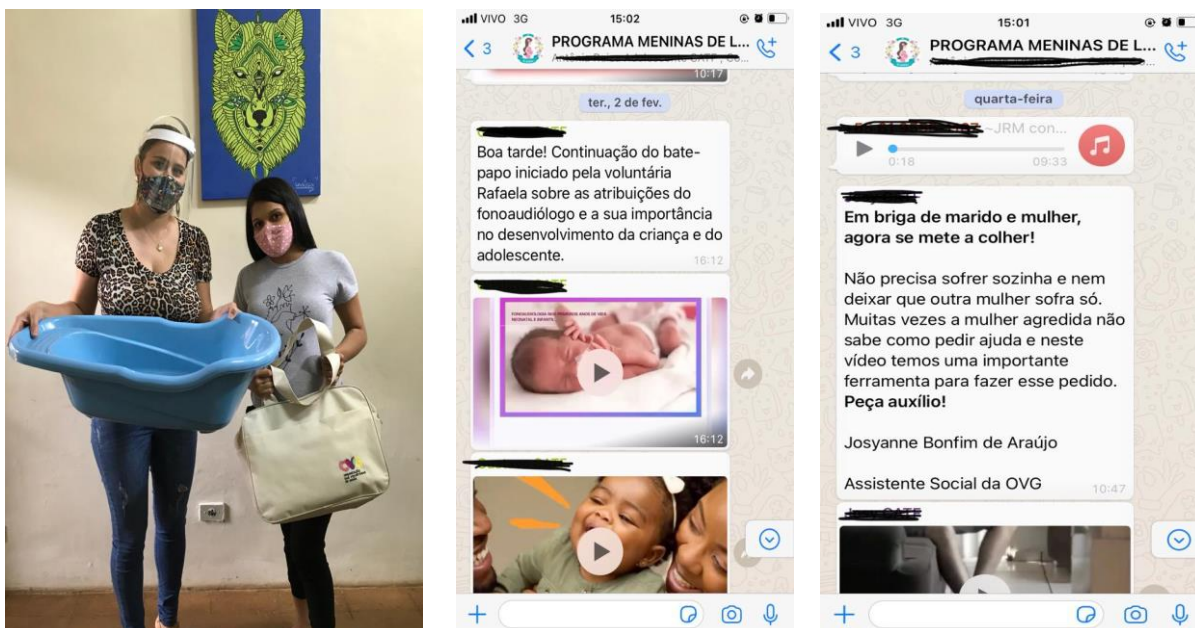 OVG
VIVO 3G
15:02
3
PROGRAMA MENINAS DE L...
10:17
ter., 2 de fev.
Boa tarde! Continuação do bate-
papo iniciado pela voluntária
Rafaela sobre as atribuições do
fonoaudiólogo e a sua importância
no desenvolvimento da criança e do
adolescente.
16:12
16:12
VIVO 3G
15:01
3
PROGRAMA MENINAS DE L...
quarta-feira
~JRM con...
0:18
09:33
Em briga de marido e mulher,
agora se mete a colher!
Não precisa sofrer sozinha e nem
deixar que outra mulher sofra só.
Muitas vezes a mulher agredida não
sabe como pedir ajuda e neste
vídeo temos uma importante
ferramenta para fazer esse pedido.
Peça auxílio!
Josyanne Bonfim de Araújo
Assistente Social da OVG
10:47